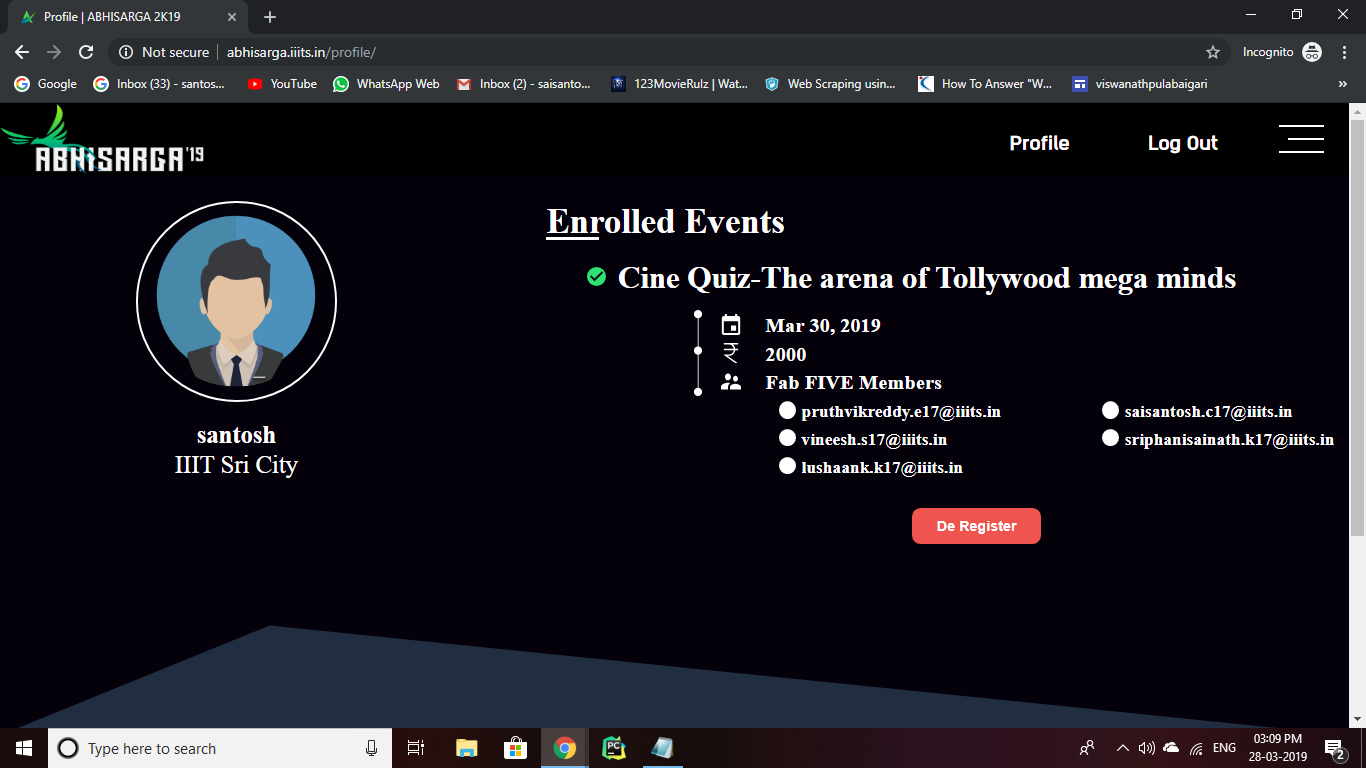 Profile | ABHISARGA 2K19
Not secure abhisarga.iiits.in/profile/ Incognito
Google Inbox (33) - santos... YouTube WhatsApp Web Inbox (2) - saisanto... 123MovieRulz | Wat... Web Scraping usin... How To Answer "W... viswanathpulabaigari »
ABHISARGA'19 Profile Log Out
Enrolled Events
Cine Quiz-The arena of Tollywood mega minds
Mar 30, 2019
₹ 2000
Fab FIVE Members
pruthvikreddy.e17@iiits.in saisantosh.c17@iiits.in
vineesh.s17@iiits.in sriphanisainath.k17@iiits.in
lushaank.k17@iiits.in
santosh
IIIT Sri City
De Register
Type here to search PC ENG 03:09 PM 2
28-03-2019